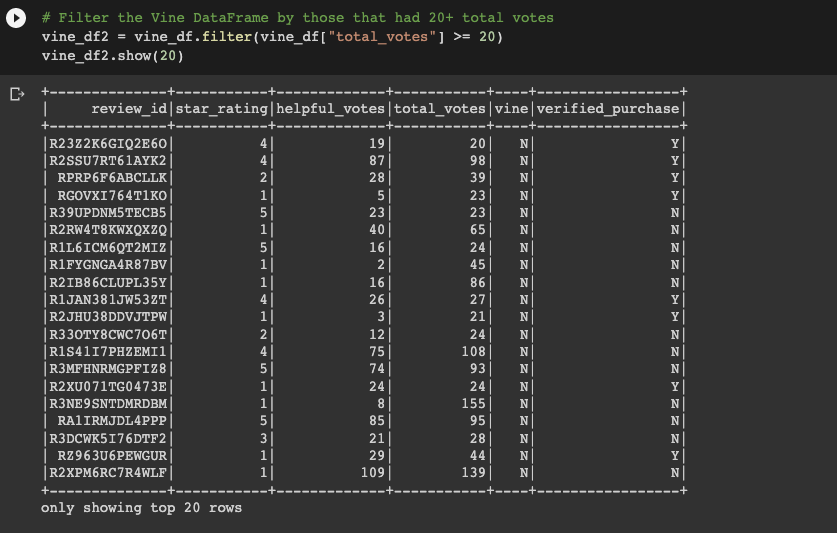 # Filter the Vine DataFrame by those that had 20+ total votes
vine_df2 = vine_df.filter(vine_df["total_votes"] >= 20)
vine_df2.show(20)
+--------------+-----------+-------------+-----------+----+-----------------+
|     review_id|star_rating|helpful_votes|total_votes|vine|verified_purchase|
+--------------+-----------+-------------+-----------+----+-----------------+
|R23Z2K6GIQ2E6O|          4|           19|         20|   N|                Y|
|R2SSU7RT61AYK2|          4|           87|         98|   N|                Y|
| RPRP6F6ABCLLK|          2|           28|         39|   N|                Y|
| RGOVXI764T1KO|          1|            5|         23|   N|                Y|
|R39UPDNM5TECB5|          5|           23|         23|   N|                N|
|R2RW4T8KWXQXZQ|          1|           40|         65|   N|                N|
|R1L6ICM6QT2MIZ|          5|           16|         24|   N|                N|
|R1FYGNGA4R87BV|          1|            2|         45|   N|                N|
|R2IB86CLUPL35Y|          1|           16|         86|   N|                N|
|R1JAN381JW53ZT|          4|           26|         27|   N|                Y|
|R2JHU38DDVJTPW|          1|            3|         21|   N|                Y|
|R33OTY8CWC7O6T|          2|           12|         24|   N|                N|
|R1S41I7PHZEMI1|          4|           75|        108|   N|                N|
|R3MFHNRMGPFIZ8|          5|           74|         93|   N|                N|
|R2XU071TG0473E|          1|           24|         24|   N|                Y|
|R3NE9SNTDMRDBM|          1|            8|        155|   N|                N|
| RA1IRMJDL4PPP|          5|           85|         95|   N|                N|
|R3DCWK5I76DTF2|          3|           21|         28|   N|                N|
| RZ963U6PEWGUR|          1|           29|         44|   N|                Y|
|R2XPM6RC7R4WLF|          1|          109|        139|   N|                N|
+--------------+-----------+-------------+-----------+----+-----------------+
only showing top 20 rows